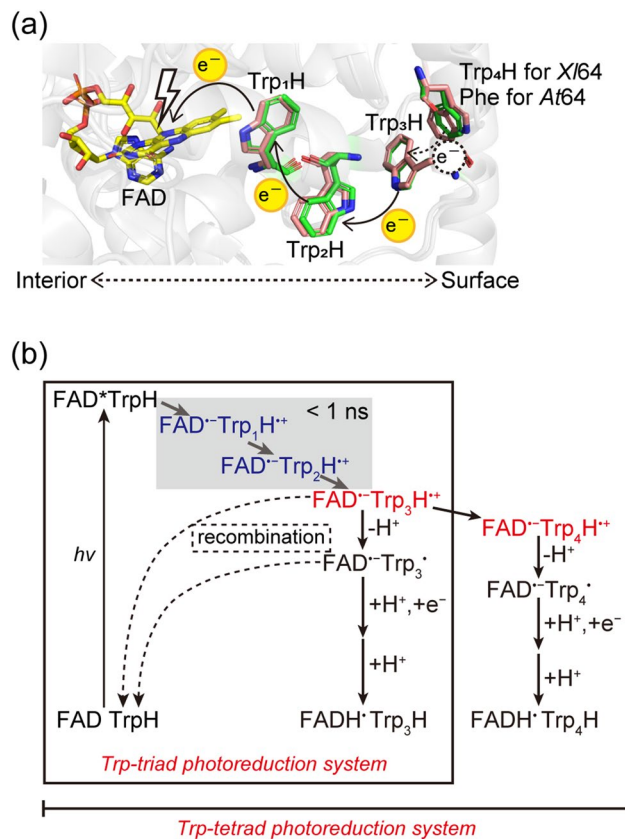 (a)
e⁻
Trp₁H
Trp₄H for Xl64
Phe for At64
Trp₃H
e⁻
FAD
e⁻
Trp₂H
e⁻
Interior
Surface
(b)
FAD*TrpH
< 1 ns
FAD•⁻Trp₁H•⁺
FAD•⁻Trp₂H•⁺
FAD•⁻Trp₃H•⁺
FAD•⁻Trp₄H•⁺
-H⁺
-H⁺
recombination
hν
FAD•⁻Trp₃•
FAD•⁻Trp₄•
+H⁺,+e⁻
+H⁺,+e⁻
+H⁺
+H⁺
FAD TrpH
FADH•Trp₃H
FADH•Trp₄H
Trp-triad photoreduction system
Trp-tetrad photoreduction system